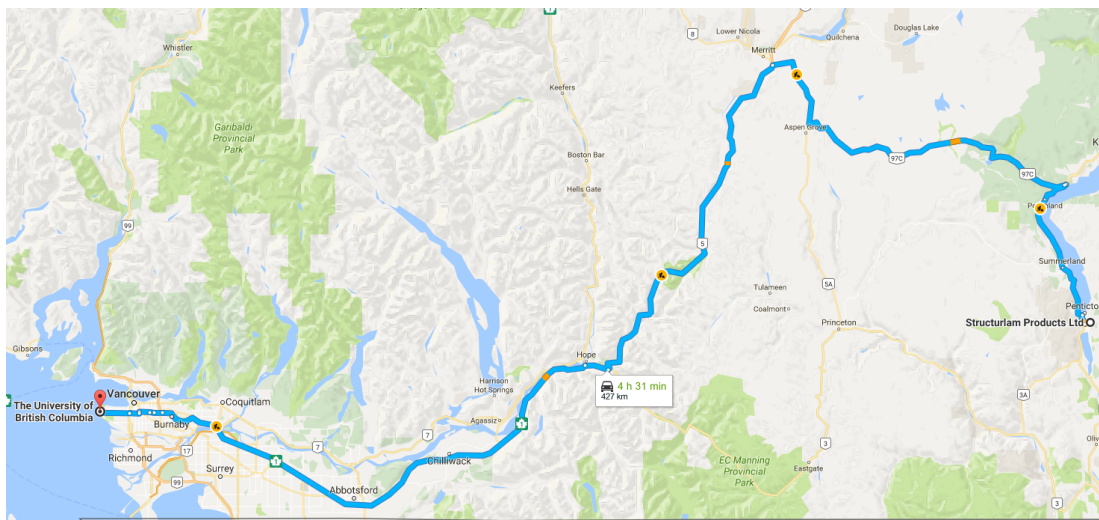 1
8
Lower Nicola
Quilchena
Douglas Lake
Merritt
Whistler
Keefers
Garibaldi
Provincial
Park
Aspen Grove
97C
Boston Bar
97C
Hells Gate
99
5
Summerland
Tulameen
5A
Coalmont
Penticto
Structurlam Products Ltd
Princeton
Gibsons
Hope
4 h 31 min
427 km
Harrison
Hot Springs
3A
Vancouver
Coquitlam
The University of
British Columbia
Agassiz
1
Burnaby
7
7
Oli
Richmond
17
3
Chilliwack
1
EC Manning
Provincial
Park
Surrey
Eastgate
99
Abbotsford
3